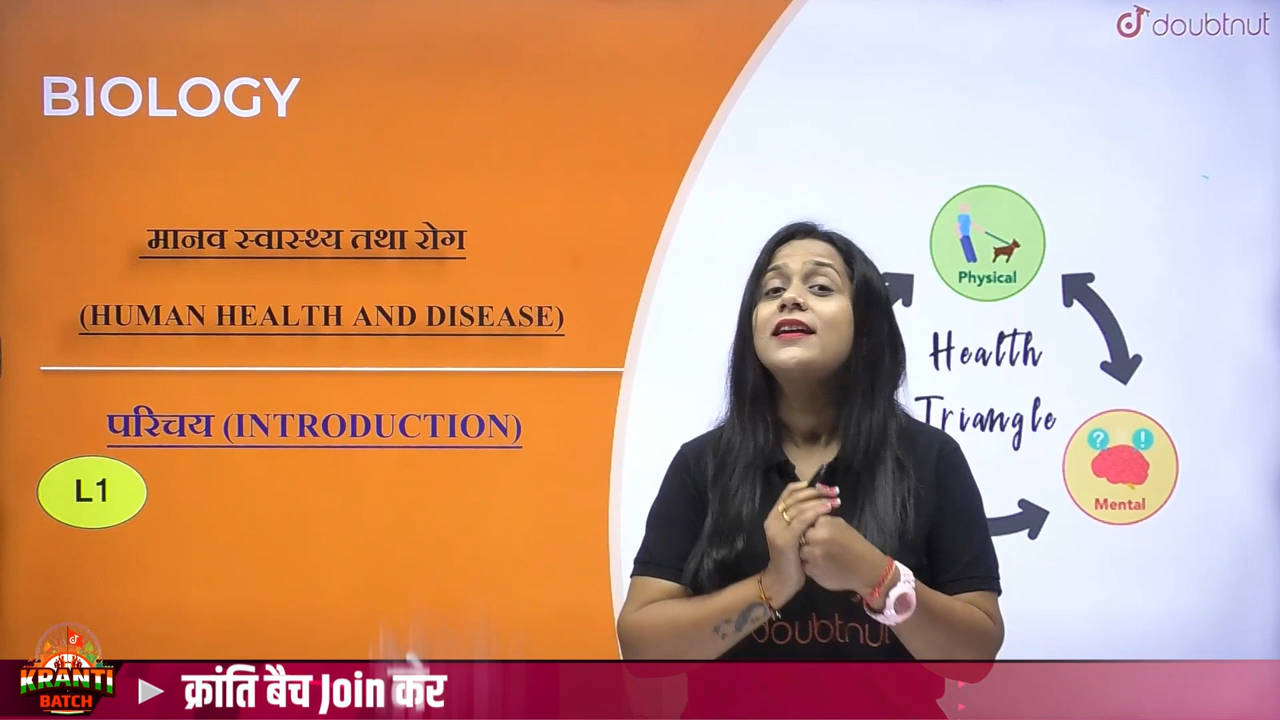 doubtnut
BIOLOGY
मानव स्वास्थ्य तथा रोग
(HUMAN HEALTH AND DISEASE)
परिचय (INTRODUCTION)
L1
Physical
Health
Triangle
? !
Mental
doubtnut
KRANTI
BATCH
क्रांति बैच Join कर